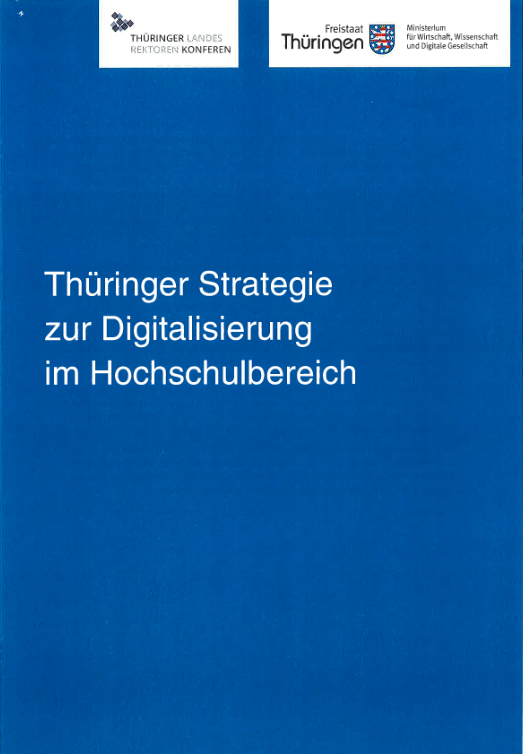 THÜRINGER LANDES
REKTOREN KONFEREN
Freistaat
Thüringen
Ministerium
für Wirtschaft, Wissenschaft
und Digitale Gesellschaft
Thüringer Strategie
zur Digitalisierung
im Hochschulbereich